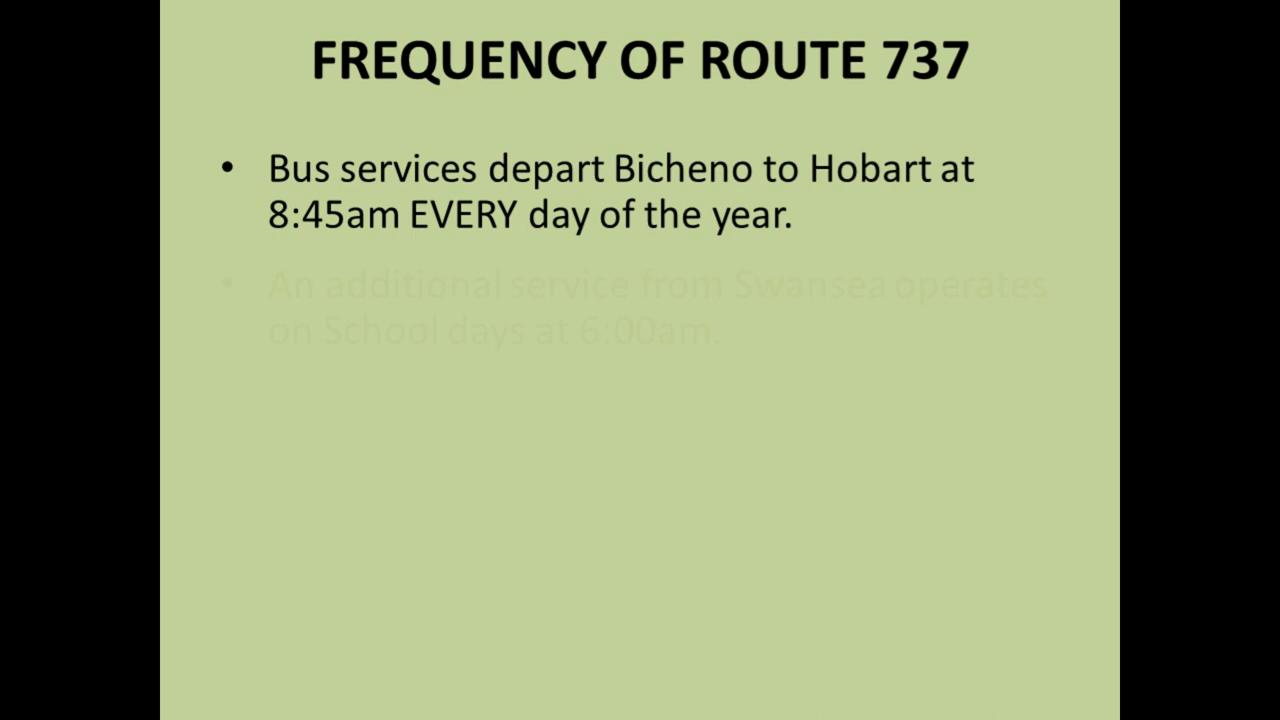 FREQUENCY OF ROUTE 737
• Bus services depart Bicheno to Hobart at
8:45am EVERY day of the year.
• An additional service from Swansea operates
on School days at 6:00am.